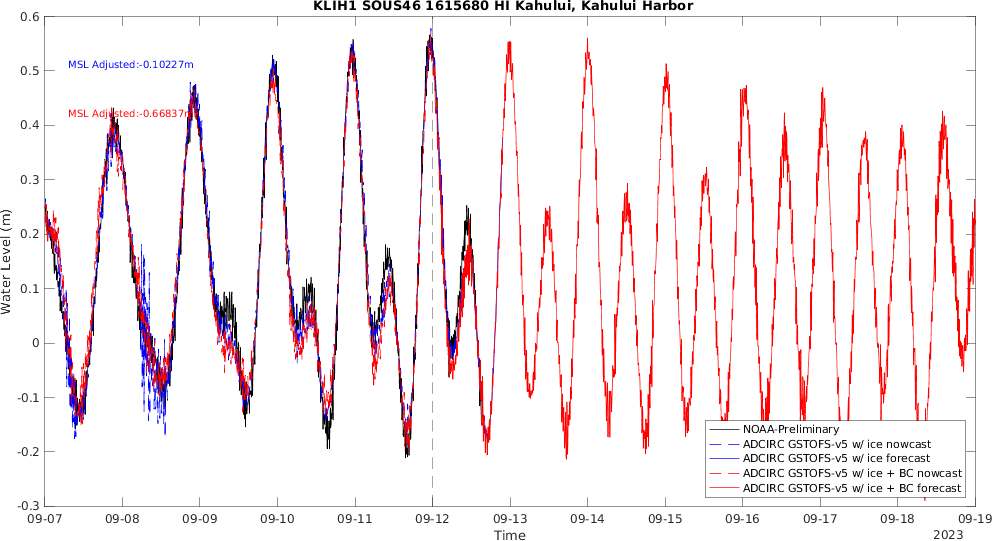 KLIH1 SOUS46 1615680 HI Kahului, Kahului Harbor
0.6
0.5
0.4
0.3
0.2
0.1
0
-0.1
-0.2
-0.3
Water Level (m)
MSL Adjusted:-0.10227m
MSL Adjusted:-0.66837m
NOAA-Preliminary
ADCIRC GSTOFS-v5 w/ ice nowcast
ADCIRC GSTOFS-v5 w/ ice forecast
ADCIRC GSTOFS-v5 w/ ice + BC nowcast
ADCIRC GSTOFS-v5 w/ ice + BC forecast
09-07 09-08 09-09 09-10 09-11 09-12 09-13 09-14 09-15 09-16 09-17 09-18 09-19
Time
2023